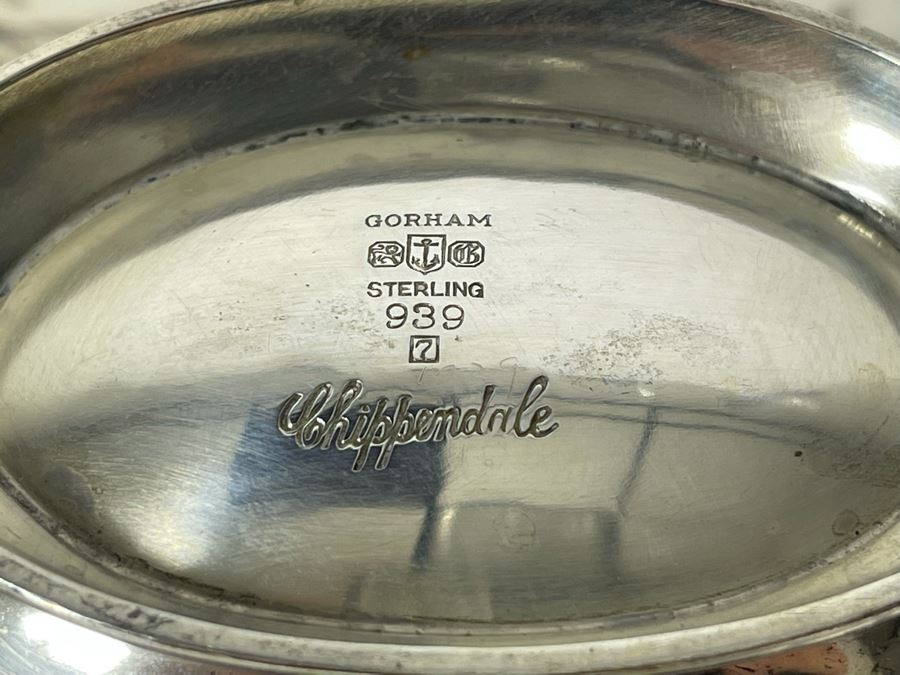 GORHAM
G
STERLING
939
7
Chippendale